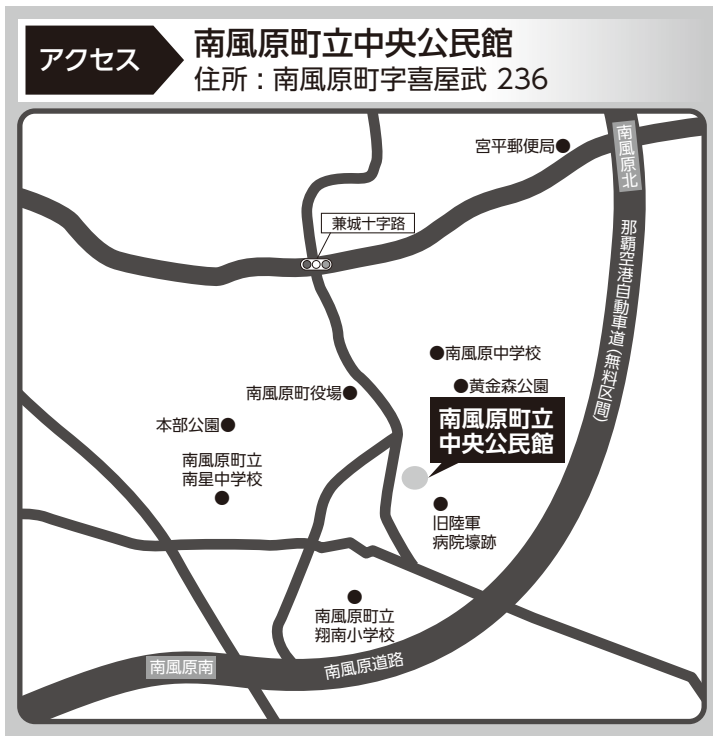 アクセス
南風原町立中央公民館
住所：南風原町字喜屋武 236
宮平郵便局
南風原北
兼城十字路
那覇空港自動車道（無料区間）
南風原中学校
黄金森公園
南風原町役場
本部公園
南風原町立
中央公民館
南風原町立
南星中学校
旧陸軍
病院壕跡
南風原町立
翔南小学校
南風原南
南風原道路